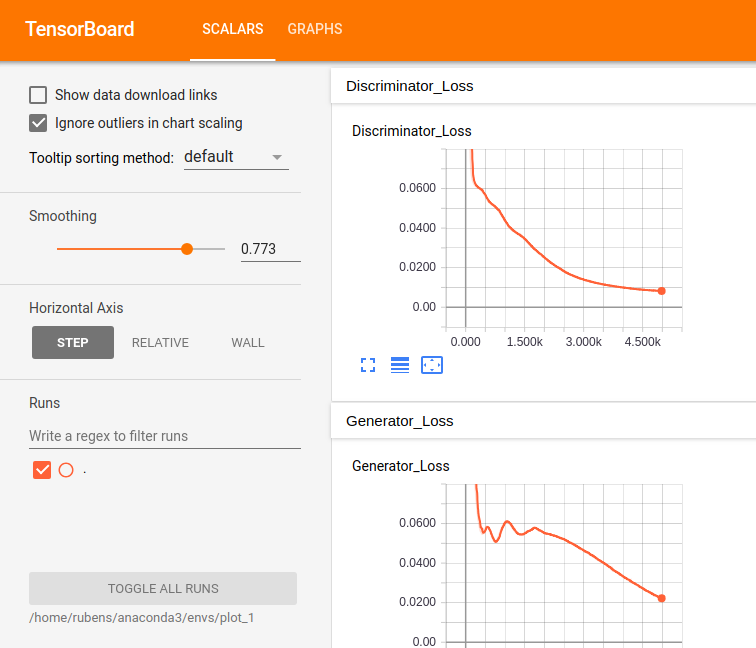 TensorBoard SCALARS GRAPHS
Show data download links
Ignore outliers in chart scaling
Tooltip sorting method: default
Smoothing
0.773
Horizontal Axis
STEP RELATIVE WALL
Runs
Write a regex to filter runs
.
TOGGLE ALL RUNS
/home/rubens/anaconda3/envs/plot_1
Discriminator_Loss
Discriminator_Loss
0.0600
0.0400
0.0200
0.00
0.000 1.500k 3.000k 4.500k
Generator_Loss
Generator_Loss
0.0600
0.0400
0.0200
0.00